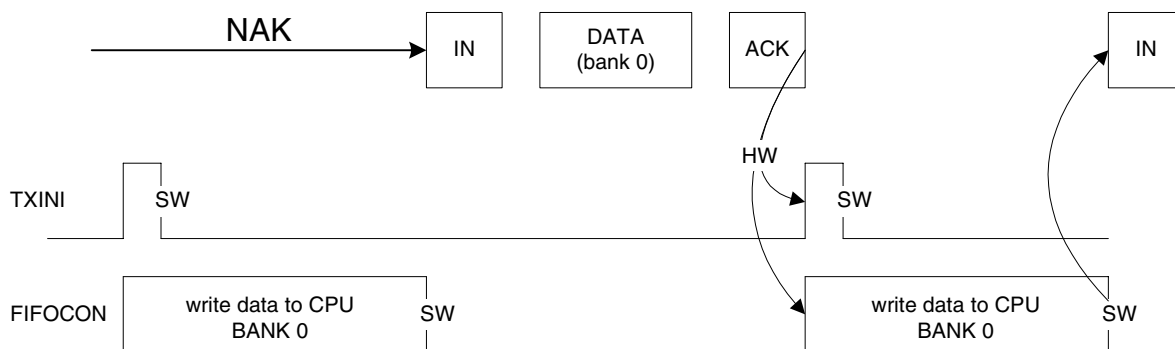 NAK
IN
DATA
(bank 0)
ACK
IN
HW
TXINI
SW
SW
FIFOCON
write data to CPU
BANK 0
SW
write data to CPU
BANK 0
SW